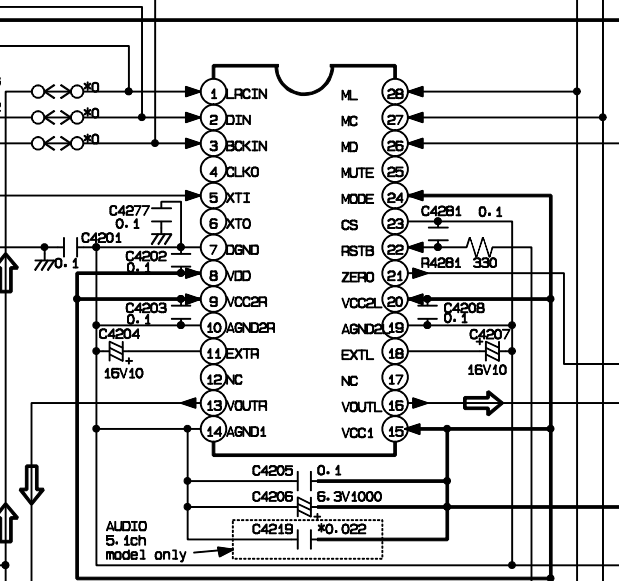 *0
*0
*0
1 LRCIN
2 DIN
3 BCKIN
4 CLKO
5 XTI
6 XTO
7 DGND
8 VDD
9 VCC2R
10 AGND2R
11 EXTR
12 NC
13 VOUTR
14 AGND1
ML 28
MC 27
MD 26
MUTE 25
MODE 24
CS 23
RSTB 22
ZERO 21
VCC2L 20
AGND2L 19
EXTL 18
NC 17
VOUTL 16
VCC1 15
C4277
0.1
C4201
0.1
C4202
0.1
C4203
0.1
C4204
+
16V10
C4281 0.1
R4281 330
C4208
0.1
C4207
+
16V10
C4205 0.1
C4206 6.3V1000
+
C4219 *0.022
AUDIO
5.1ch
model only